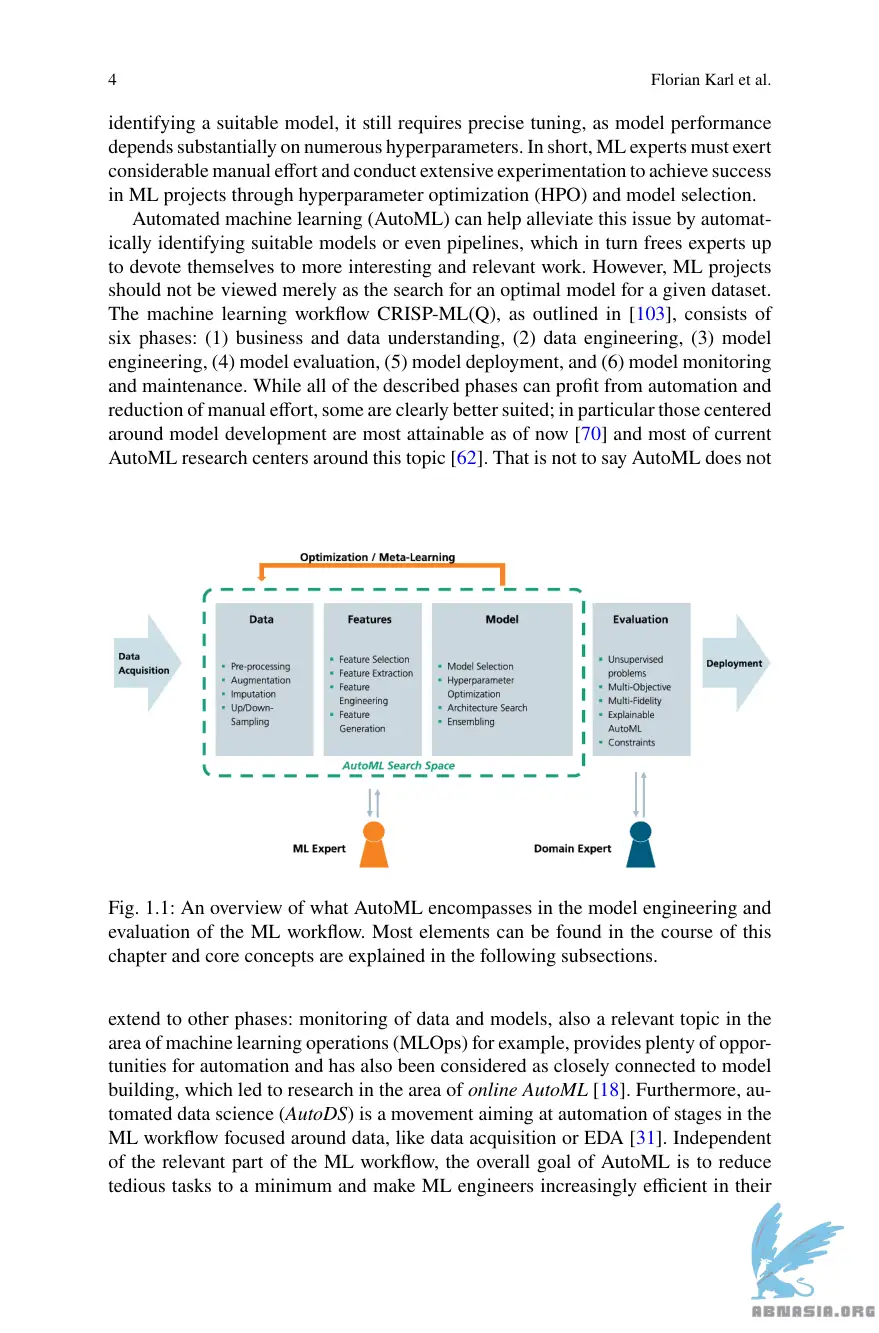 4
Florian Karl et al.
identifying a suitable model, it still requires precise tuning, as model performance
depends substantially on numerous hyperparameters. In short, ML experts must exert
considerable manual effort and conduct extensive experimentation to achieve success
in ML projects through hyperparameter optimization (HPO) and model selection.
Automated machine learning (AutoML) can help alleviate this issue by automat-
ically identifying suitable models or even pipelines, which in turn frees experts up
to devote themselves to more interesting and relevant work. However, ML projects
should not be viewed merely as the search for an optimal model for a given dataset.
The machine learning workflow CRISP-ML(Q), as outlined in [103], consists of
six phases: (1) business and data understanding, (2) data engineering, (3) model
engineering, (4) model evaluation, (5) model deployment, and (6) model monitoring
and maintenance. While all of the described phases can profit from automation and
reduction of manual effort, some are clearly better suited; in particular those centered
around model development are most attainable as of now [70] and most of current
AutoML research centers around this topic [62]. That is not to say AutoML does not
Optimization / Meta-Learning
Data
Acquisition
Data
▪ Pre-processing
▪ Augmentation
▪ Imputation
▪ Up/Down-
Sampling
Features
▪ Feature Selection
▪ Feature Extraction
▪ Feature
Engineering
▪ Feature
Generation
Model
▪ Model Selection
▪ Hyperparameter
Optimization
▪ Architecture Search
▪ Ensembling
Evaluation
▪ Unsupervised
problems
▪ Multi-Objective
▪ Multi-Fidelity
▪ Explainable
AutoML
▪ Constraints
Deployment
AutoML Search Space
ML Expert
Domain Expert
Fig. 1.1: An overview of what AutoML encompasses in the model engineering and
evaluation of the ML workflow. Most elements can be found in the course of this
chapter and core concepts are explained in the following subsections.
extend to other phases: monitoring of data and models, also a relevant topic in the
area of machine learning operations (MLOps) for example, provides plenty of oppor-
tunities for automation and has also been considered as closely connected to model
building, which led to research in the area of online AutoML [18]. Furthermore, au-
tomated data science (AutoDS) is a movement aiming at automation of stages in the
ML workflow focused around data, like data acquisition or EDA [31]. Independent
of the relevant part of the ML workflow, the overall goal of AutoML is to reduce
tedious tasks to a minimum and make ML engineers increasingly efficient in their
ABNASIA.ORG